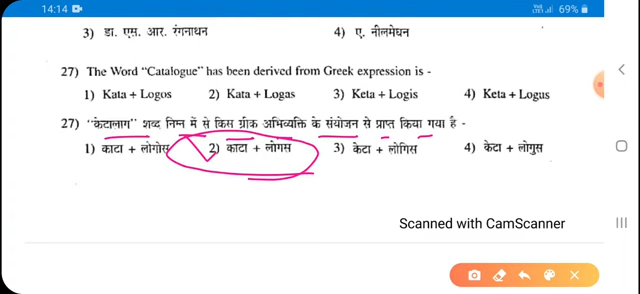 14:14
69%
3) डा. एस. आर. रंगनाथन 4) ए. नीलमेघन
27) The Word "Catalogue" has been derived from Greek expression is -
1) Kata + Logos 2) Kata + Logas 3) Keta + Logis 4) Keta + Logus
27) "केटालाग" शब्द निम्न में से किस ग्रीक अभिव्यक्ति के संयोजन से प्राप्त किया गया है -
1) काटा + लोगोस 2) काटा + लोगस 3) केटा + लोगिस 4) केटा + लोगुस
Scanned with CamScanner